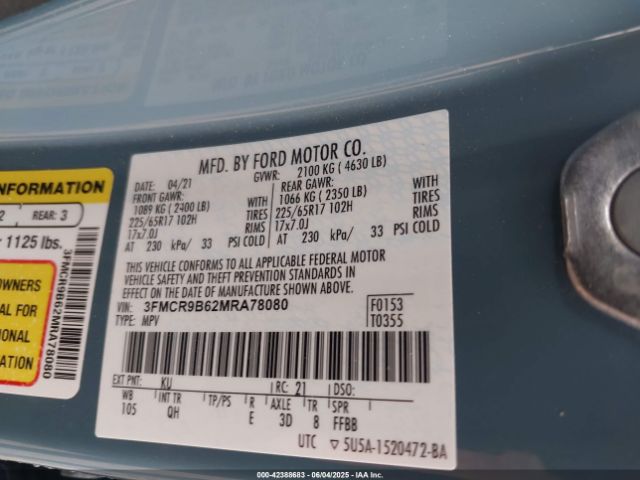 MFD. BY FORD MOTOR CO.
DATE: 04/21
GVWR: 2100 KG ( 4630 LB)
FRONT GAWR:
1089 KG ( 2400 LB)
225/65R17 102H TIRES
17x7.0J RIMS
AT 230 kPa/ 33 PSI COLD
REAR GAWR:
1066 KG ( 2350 LB)
225/65R17 102H TIRES
17x7.0J RIMS
AT 230 kPa/ 33 PSI COLD
THIS VEHICLE CONFORMS TO ALL APPLICABLE FEDERAL MOTOR
VEHICLE SAFETY AND THEFT PREVENTION STANDARDS IN
EFFECT ON THE DATE OF MANUFACTURE SHOWN ABOVE.
VIN: 3FMCR9B62MRA78080
TYPE: MPV
F0153
T0355
EXT PNT: KU RC: 21 DSO:
WB INT TR TP/PS R AXLE TR SPR
105 QH E 3D 8 FFBB
UTC ▽ 5U5A-1520472-BA
INFORMATION
2 REAR: 3
1125 lbs.
OWNERS
AL FOR
IONAL
ATION
3FMCR9B62MRA78080
000-42388683 - 06/04/2025 - IAA Holdings, LLC. Copyright